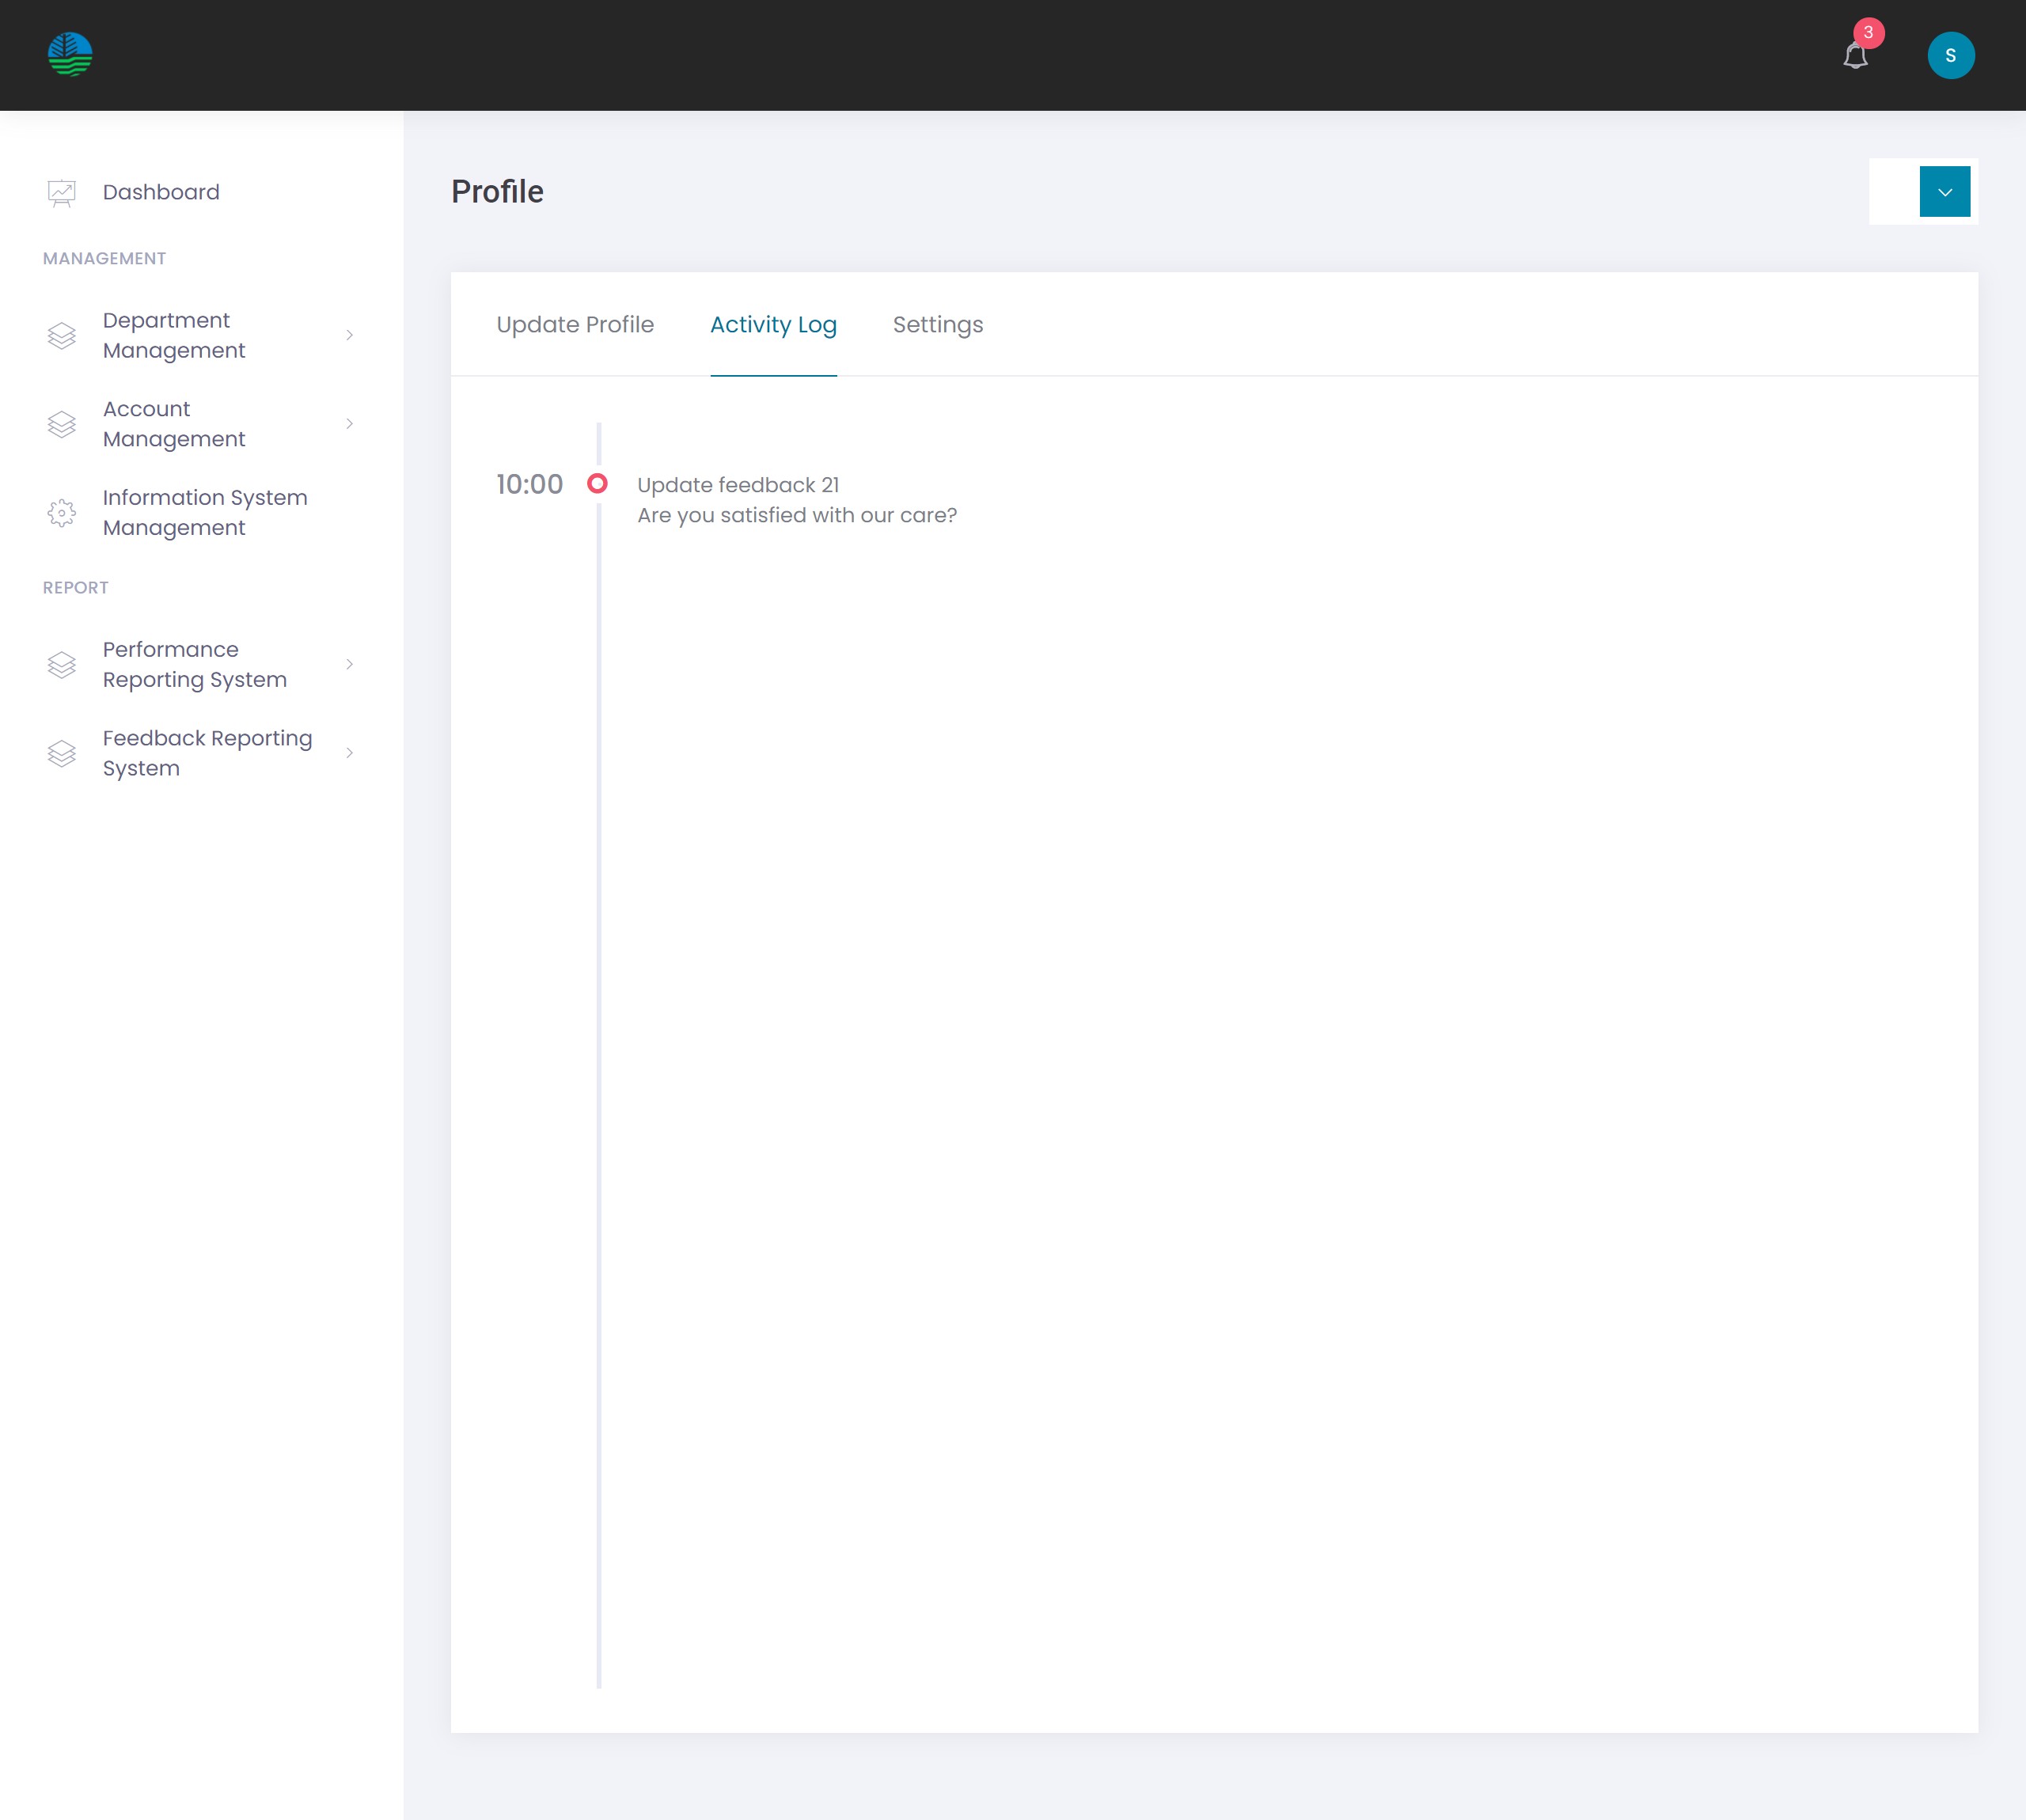 3
S
Dashboard
MANAGEMENT
Department
Management
Account
Management
Information System
Management
REPORT
Performance
Reporting System
Feedback Reporting
System
Profile
Update Profile
Activity Log
Settings
10:00
Update feedback 21
Are you satisfied with our care?